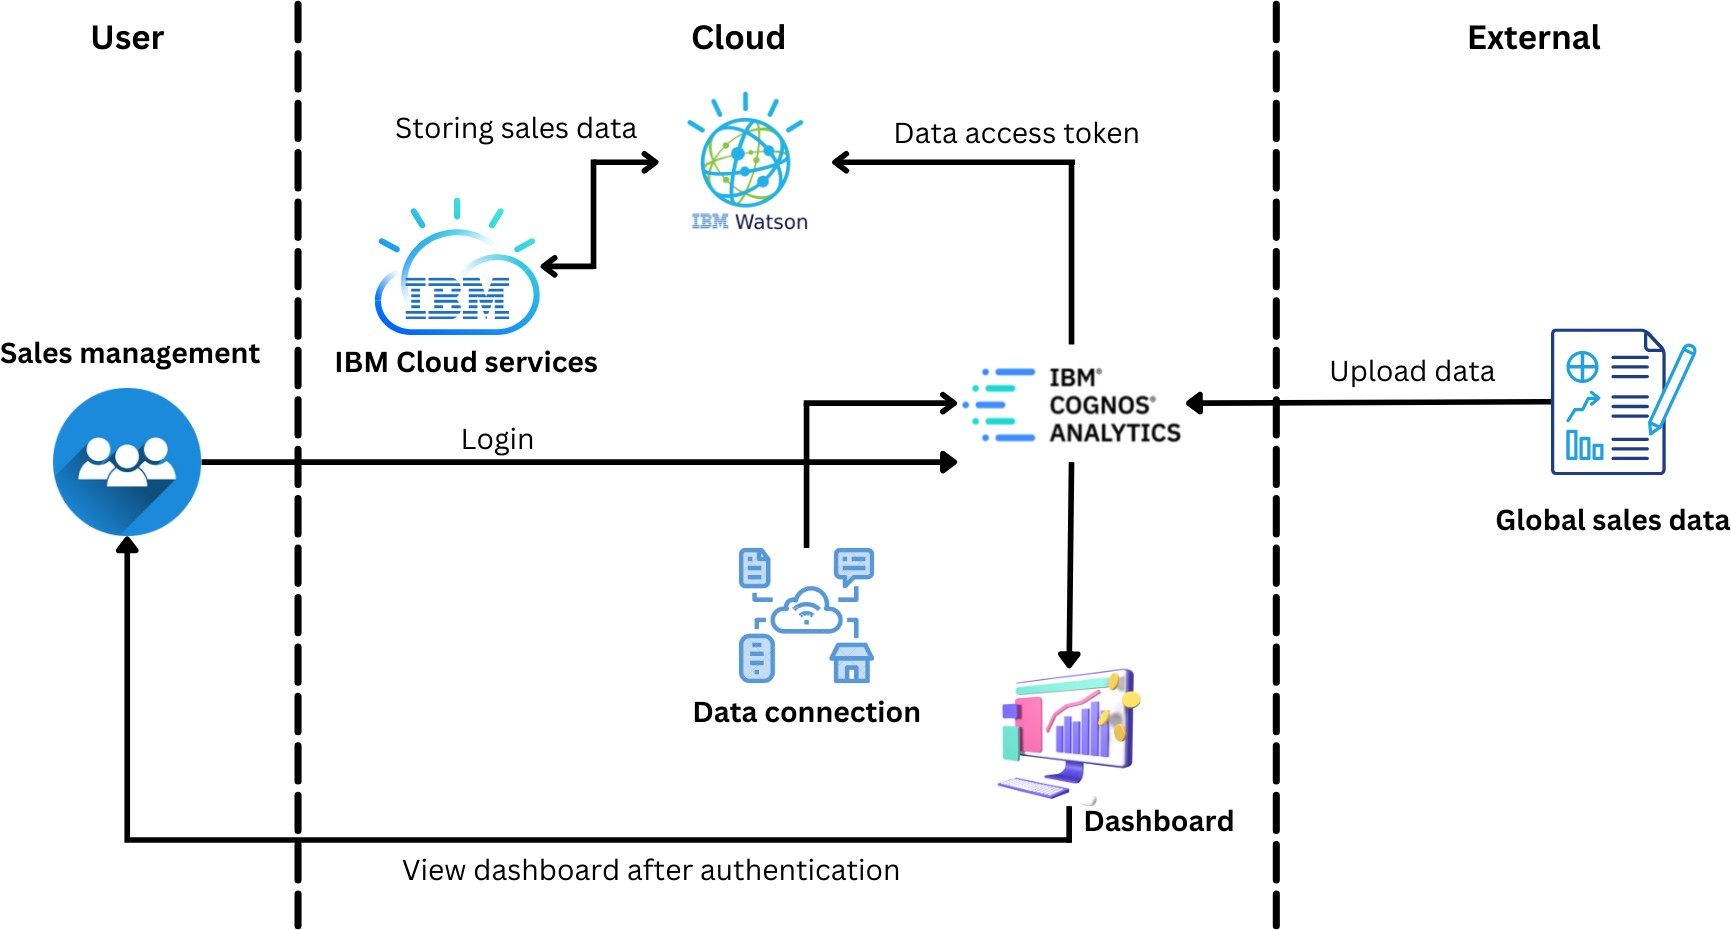 User
Cloud
External
Storing sales data
Data access token
IBM Watson
IBM
IBM Cloud services
Sales management
IBM®
COGNOS®
ANALYTICS
Upload data
Login
Global sales data
Data connection
Dashboard
View dashboard after authentication